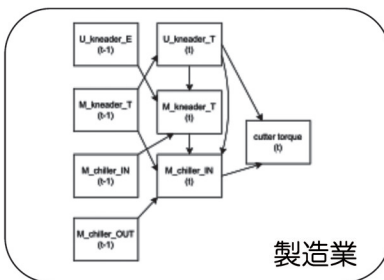 U_kneader_E
(t-1)
U_kneader_T
(t)
M_kneader_T
(t-1)
M_kneader_T
(t)
cutter torque
(t)
M_chiller_IN
(t-1)
M_chiller_IN
(t)
M_chiller_OUT
(t-1)
製造業